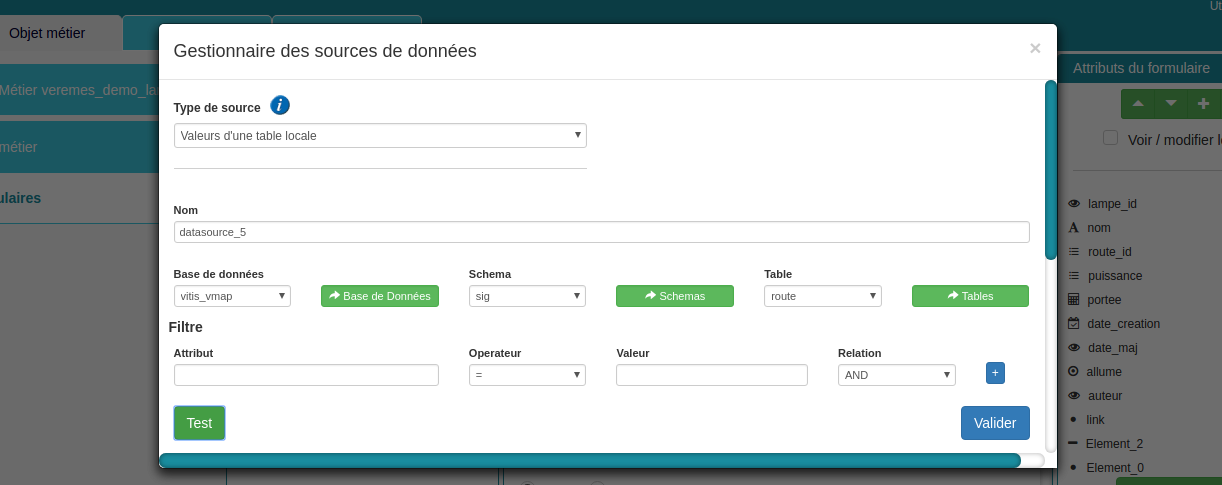 Ut
Objet métier
Gestionnaire des sources de données
×
Attributs du formulaire
Métier veremes_demo_la
Type de source i
Valeurs d'une table locale
Voir / modifier le
métier
ulaires
Nom
datasource_5
lampe_id
nom
route_id
puissance
portee
date_creation
date_maj
allume
auteur
link
Element_2
Element_0
Base de données Schema Table
vitis_vmap Base de Données sig Schemas route Tables
Filtre
Attribut Operateur Valeur Relation
= AND +
Test Valider